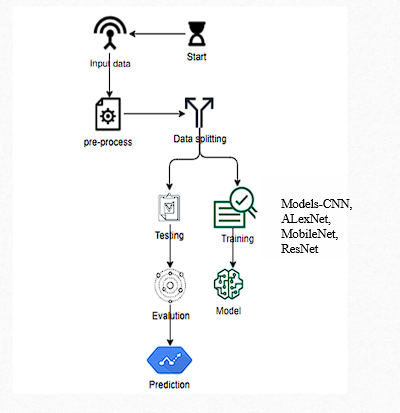 Start
Input data
pre-process
Data splitting
Testing
Training
Models-CNN,
ALexNet,
MobileNet,
ResNet
Evalution
Model
Prediction